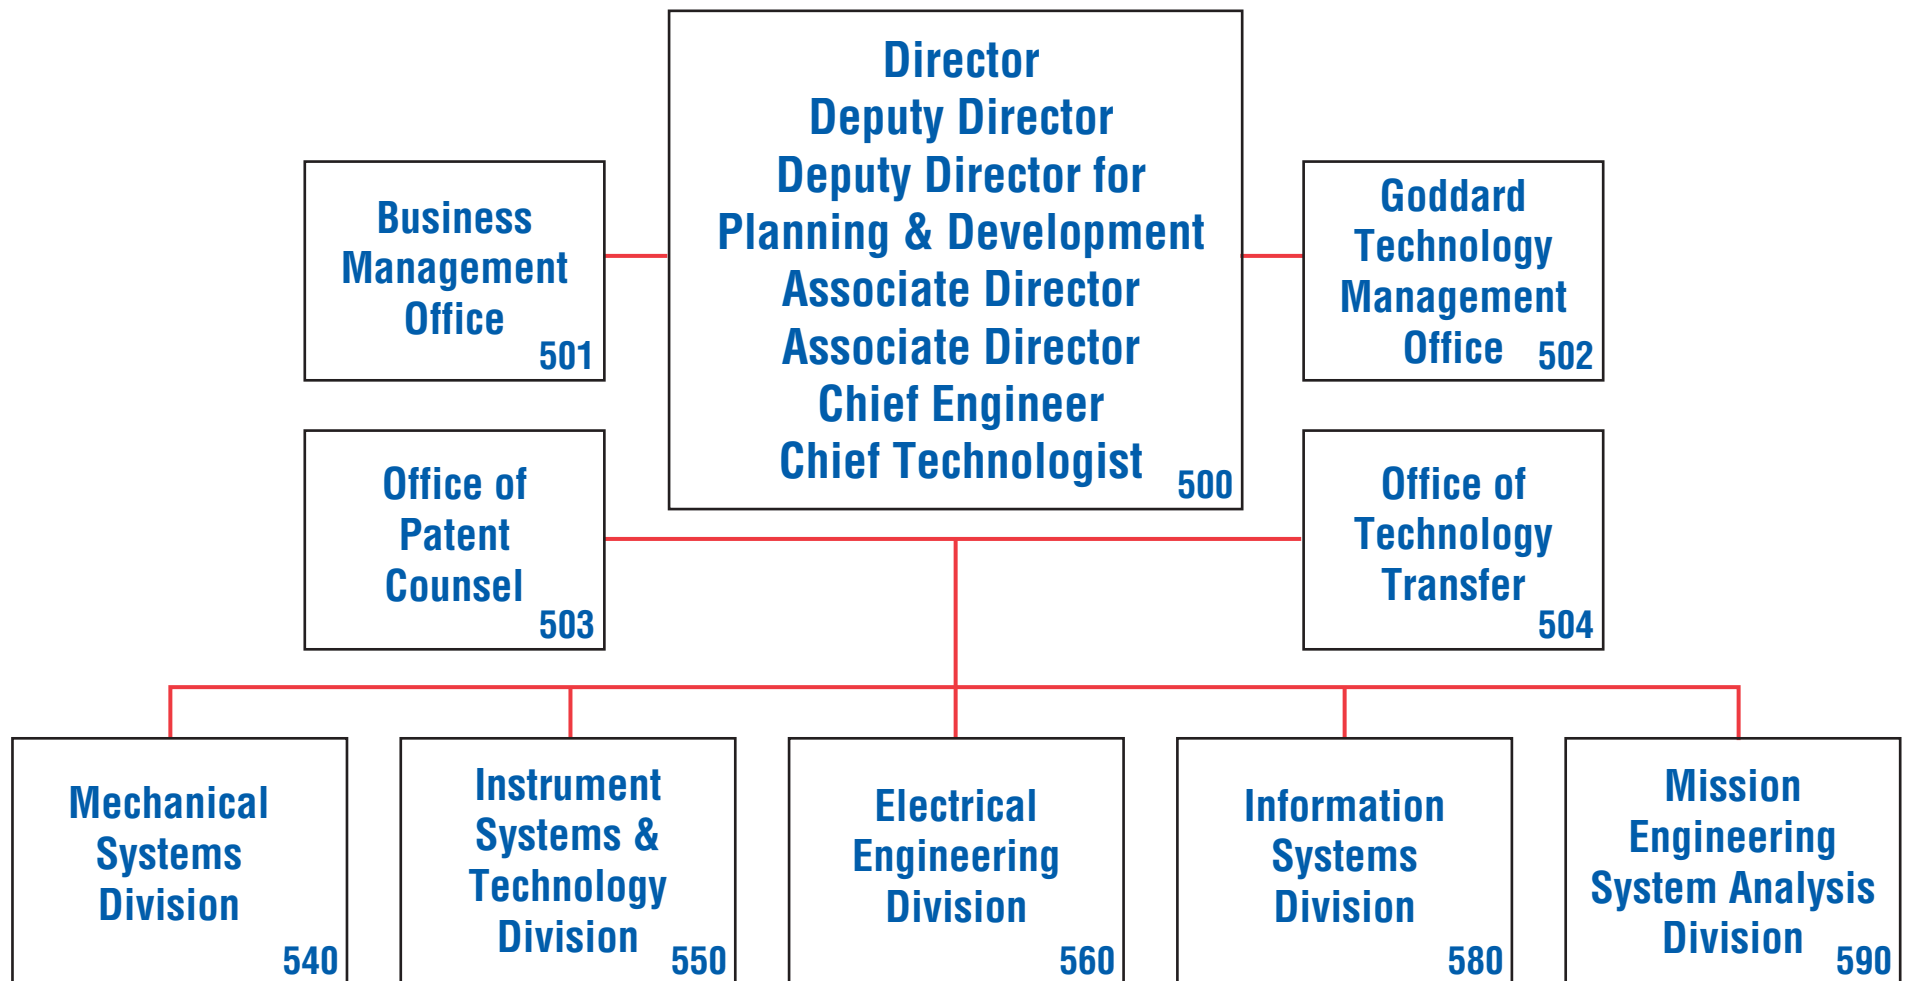 Director
Deputy Director
Deputy Director for
Planning & Development
Associate Director
Associate Director
Chief Engineer
Chief Technologist
500
Business
Management
Office
501
Goddard
Technology
Management
Office
502
Office of
Patent
Counsel
503
Office of
Technology
Transfer
504
Mechanical
Systems
Division
540
Instrument
Systems &
Technology
Division
550
Electrical
Engineering
Division
560
Information
Systems
Division
580
Mission
Engineering
System Analysis
Division
590